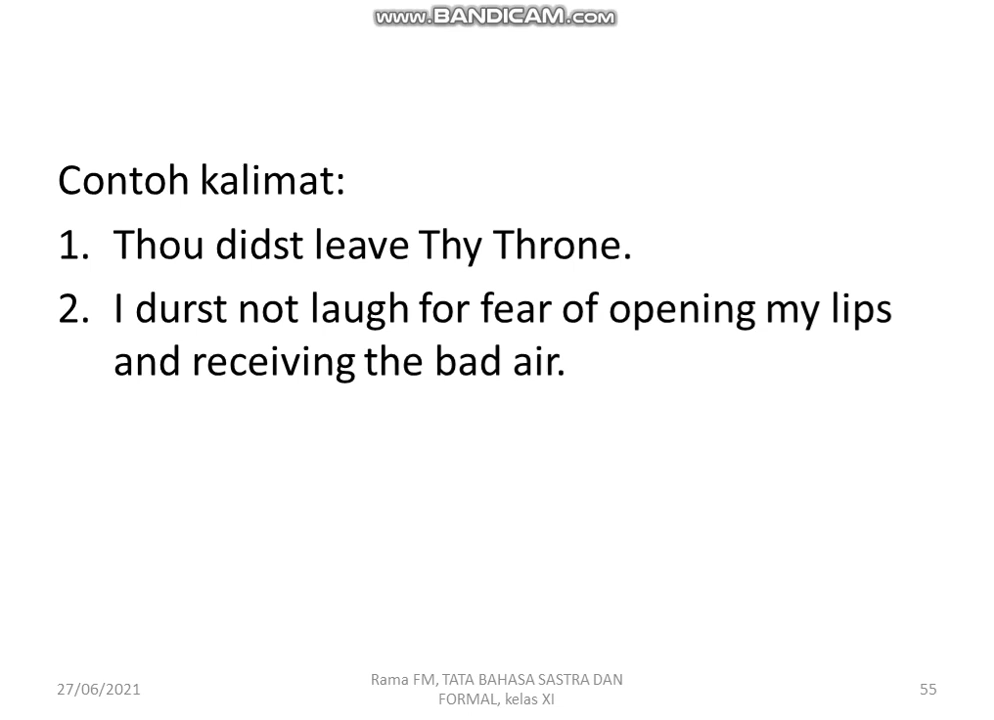 www.BANDICAM.com
Contoh kalimat:
1. Thou didst leave Thy Throne.
2. I durst not laugh for fear of opening my lips
and receiving the bad air.
27/06/2021
Rama FM, TATA BAHASA SASTRA DAN
FORMAL, kelas XI
55